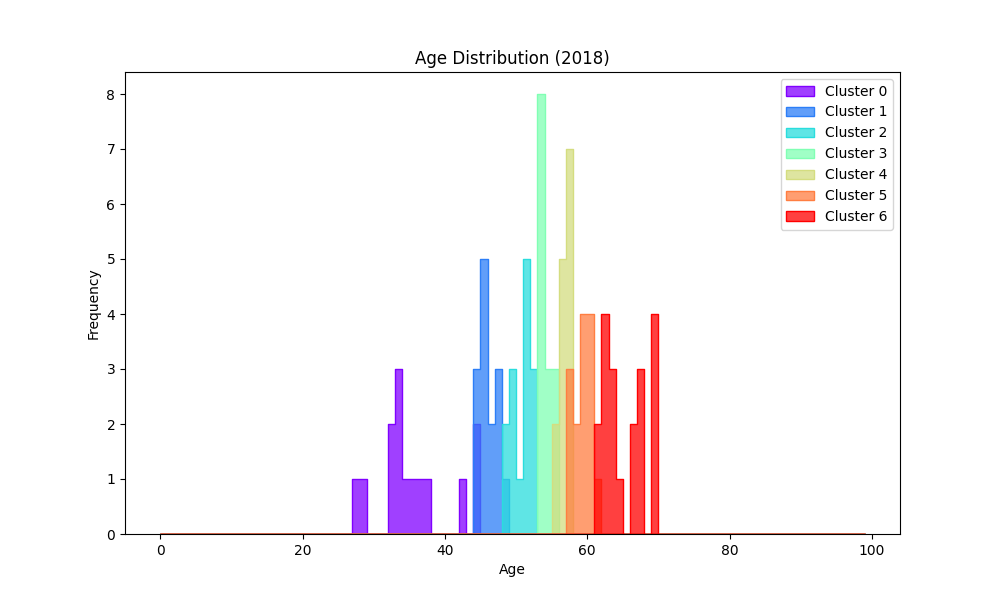 Age Distribution (2018)
Cluster 0
Cluster 1
Cluster 2
Cluster 3
Cluster 4
Cluster 5
Cluster 6
Frequency
8
7
6
5
4
3
2
1
0
0 20 40 60 80 100
Age